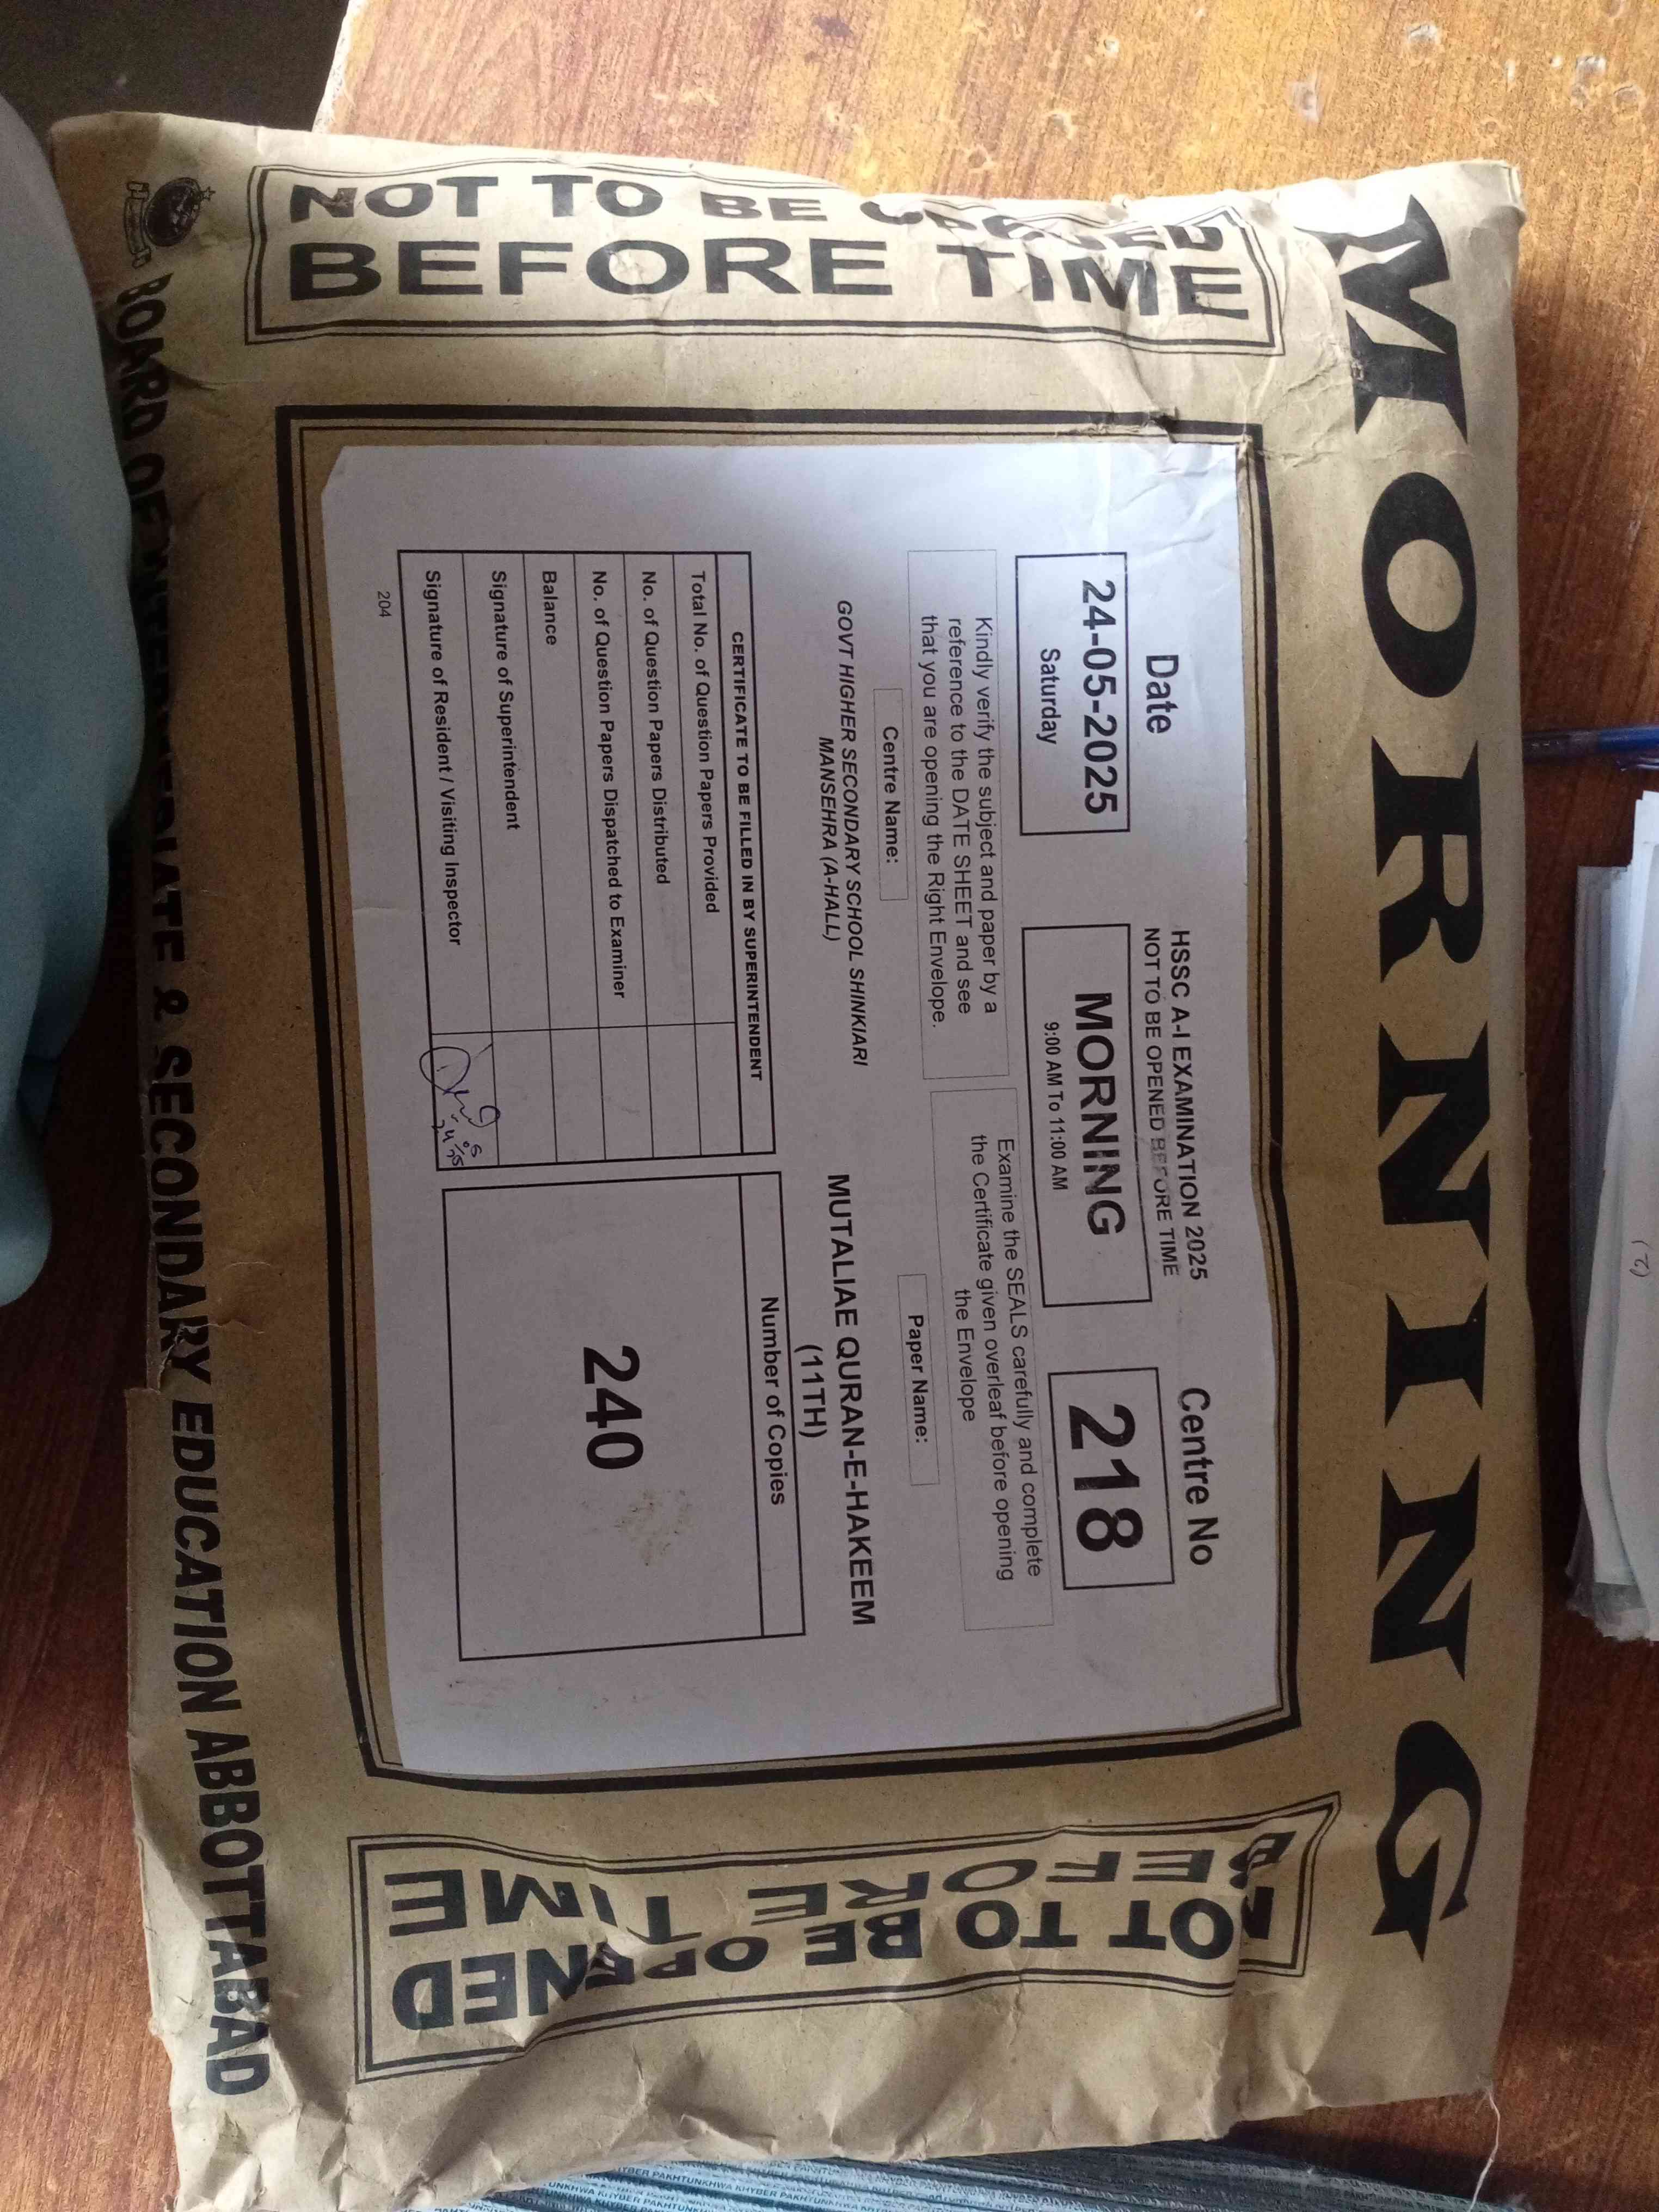 MORNING
NOT TO BE OPENED
BEFORE TIME
Date
24-05-2025
Saturday
HSSC A-I EXAMINATION 2025
NOT TO BE OPENED BEFORE TIME
MORNING
9:00 AM To 11:00 AM
Centre No
218
Kindly verify the subject and paper by a
reference to the DATE SHEET and see
that you are opening the Right Envelope.
Examine the SEALS carefully and complete
the Certificate given overleaf before opening
the Envelope
Centre Name:
GOVT HIGHER SECONDARY SCHOOL SHINKIARI
MANSEHRA (A-HALL)
Paper Name:
MUTALIAE QURAN-E-HAKEEM
(11TH)
CERTIFICATE TO BE FILLED IN BY SUPERINTENDENT
Total No. of Question Papers Provided
No. of Question Papers Distributed
No. of Question Papers Dispatched to Examiner
Balance
Signature of Superintendent
Signature of Resident / Visiting Inspector
Number of Copies
240
204
NOT TO BE OPENED
BEFORE TIME
BOARD OF INTERMEDIATE & SECONDARY EDUCATION ABBOTTABAD
KHYBER PAKHTUNKHWA